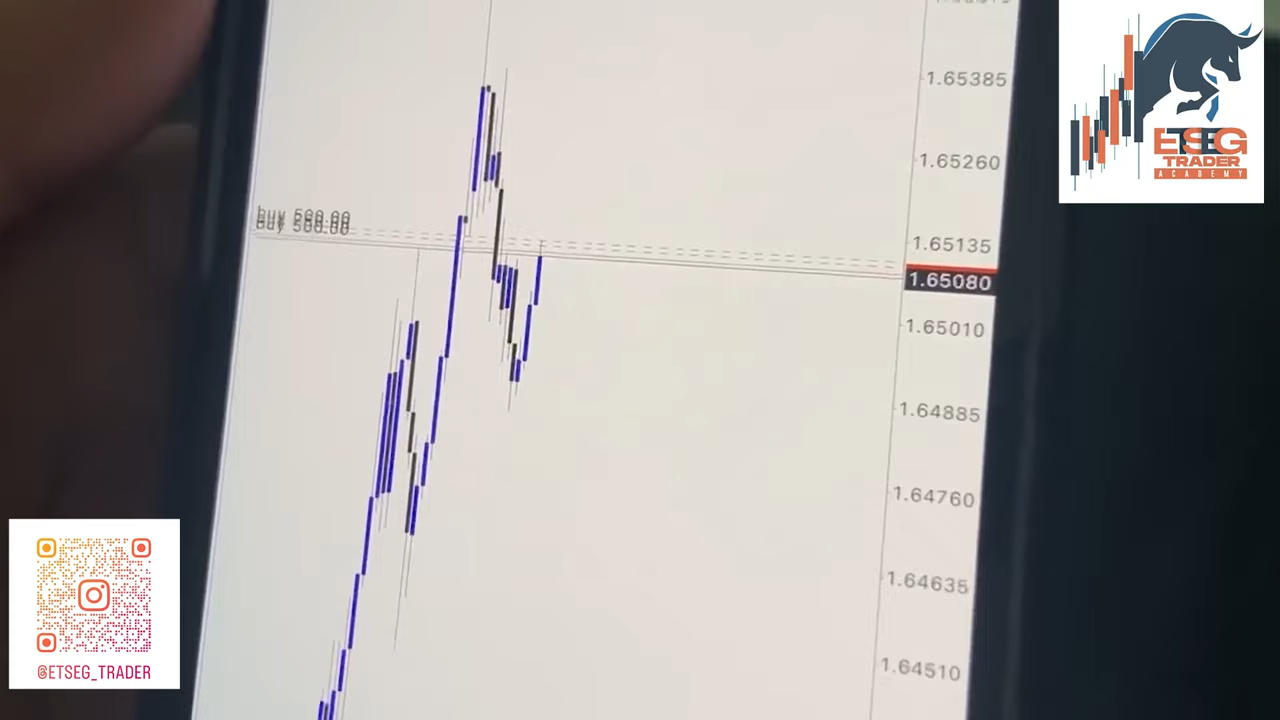 1.65385
1.65260
buy 500.00
buy 500.00
1.65135
1.65080
1.65010
1.64885
1.64760
1.64635
1.64510
ETSEG
TRADER
ACADEMY
@ETSEG_TRADER